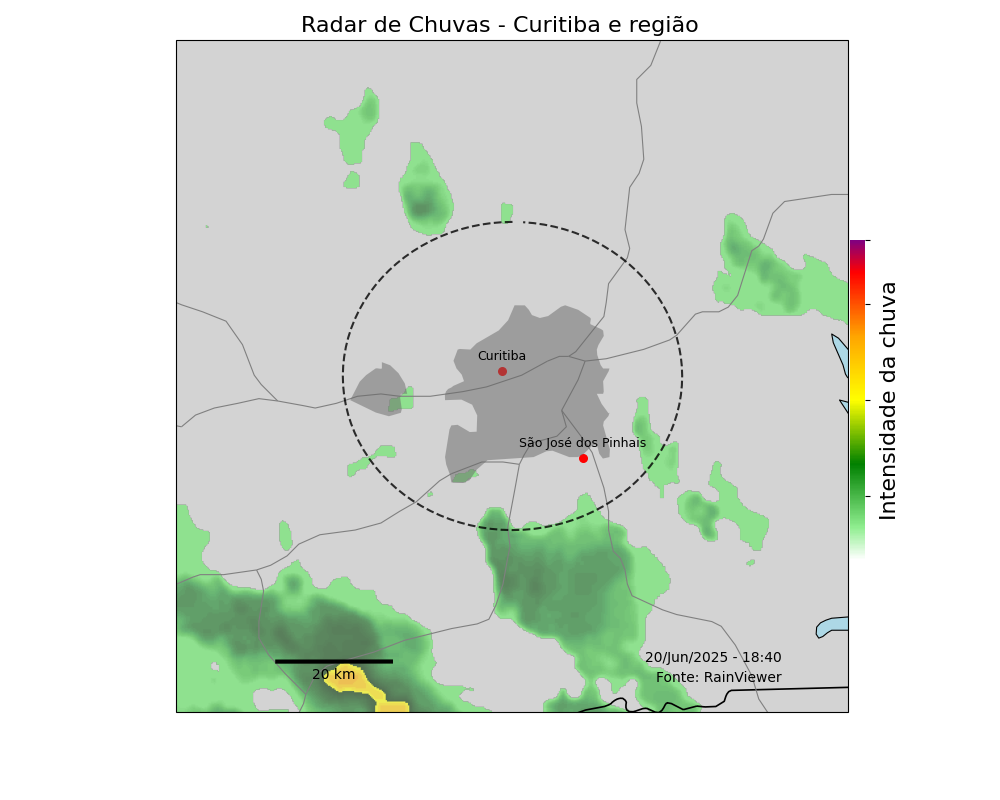 Radar de Chuvas - Curitiba e região
Curitiba
São José dos Pinhais
Intensidade da chuva
20/Jun/2025 - 18:40
Fonte: RainViewer
20 km